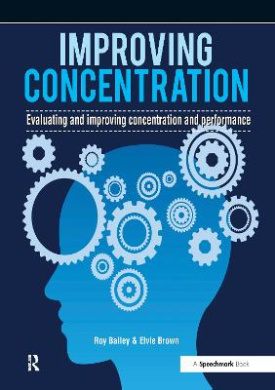 IMPROVING
CONCENTRATION
Evaluating and improving concentration and performance
Roy Bailey & Elvie Brown
R
A Speechmark Book